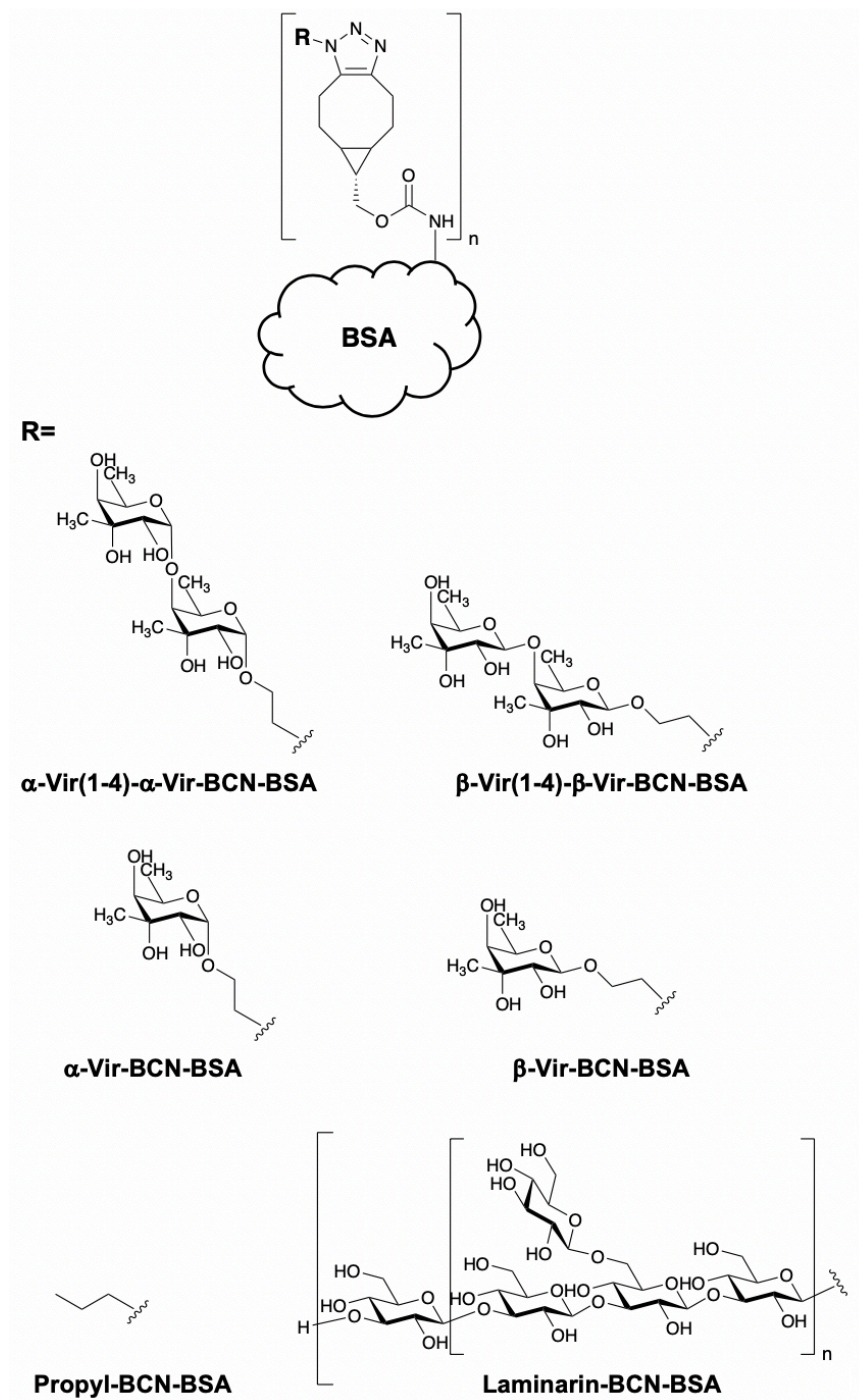 R
N
N
N
O
O
NH
n
BSA
R=
OH
CH₃
O
H₃C
OH
HO
O
CH₃
O
H₃C
OH
HO
O
α-Vir(1-4)-α-Vir-BCN-BSA
OH
CH₃
O
H₃C
O
OH
OH
CH₃
O
H₃C
O
OH
OH
β-Vir(1-4)-β-Vir-BCN-BSA
OH
CH₃
O
H₃C
OH
HO
O
α-Vir-BCN-BSA
OH
CH₃
O
H₃C
O
OH
OH
β-Vir-BCN-BSA
Propyl-BCN-BSA
HO
HO
HO
O
HO
O
HO
HO
HO
O
HO
O
HO
O
HO
O
HO
O
H
O
OH
O
OH
O
OH
O
OH
n
Laminarin-BCN-BSA